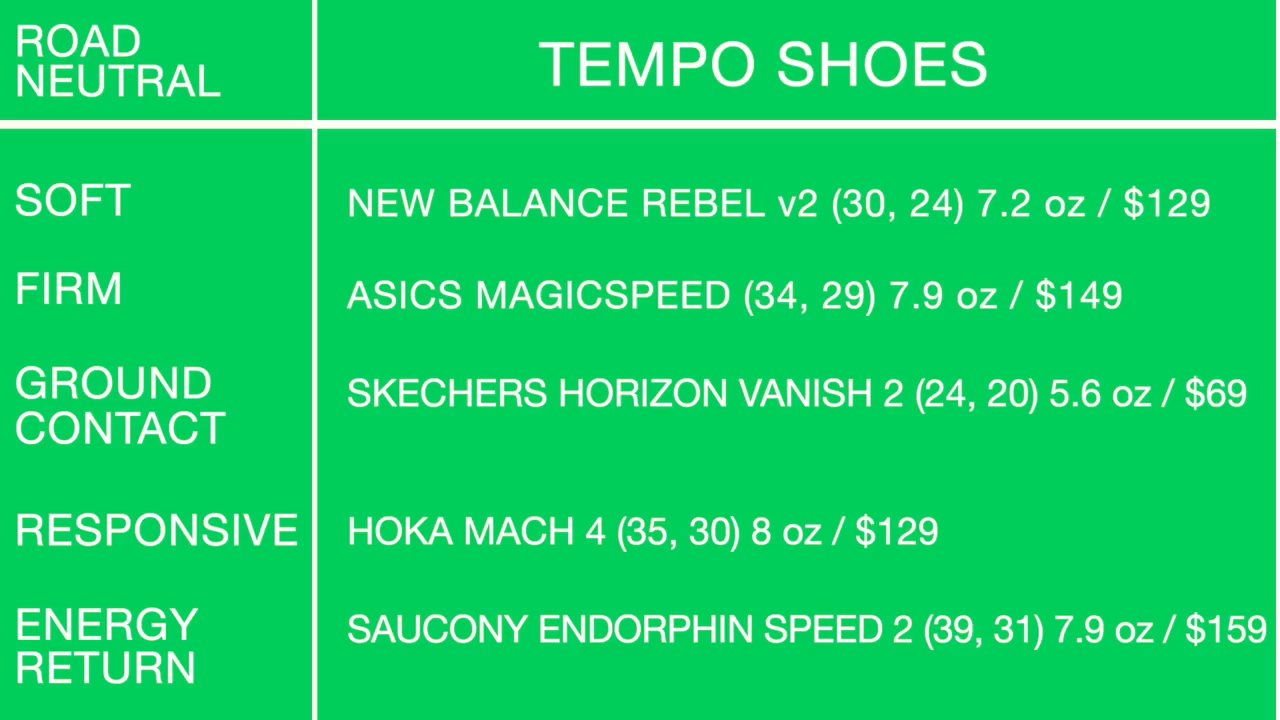 ROAD
NEUTRAL
TEMPO SHOES
SOFT
NEW BALANCE REBEL v2 (30, 24) 7.2 oz / $129
FIRM
ASICS MAGICSPEED (34, 29) 7.9 oz / $149
GROUND
CONTACT
SKECHERS HORIZON VANISH 2 (24, 20) 5.6 oz / $69
RESPONSIVE
HOKA MACH 4 (35, 30) 8 oz / $129
ENERGY
RETURN
SAUCONY ENDORPHIN SPEED 2 (39, 31) 7.9 oz / $159